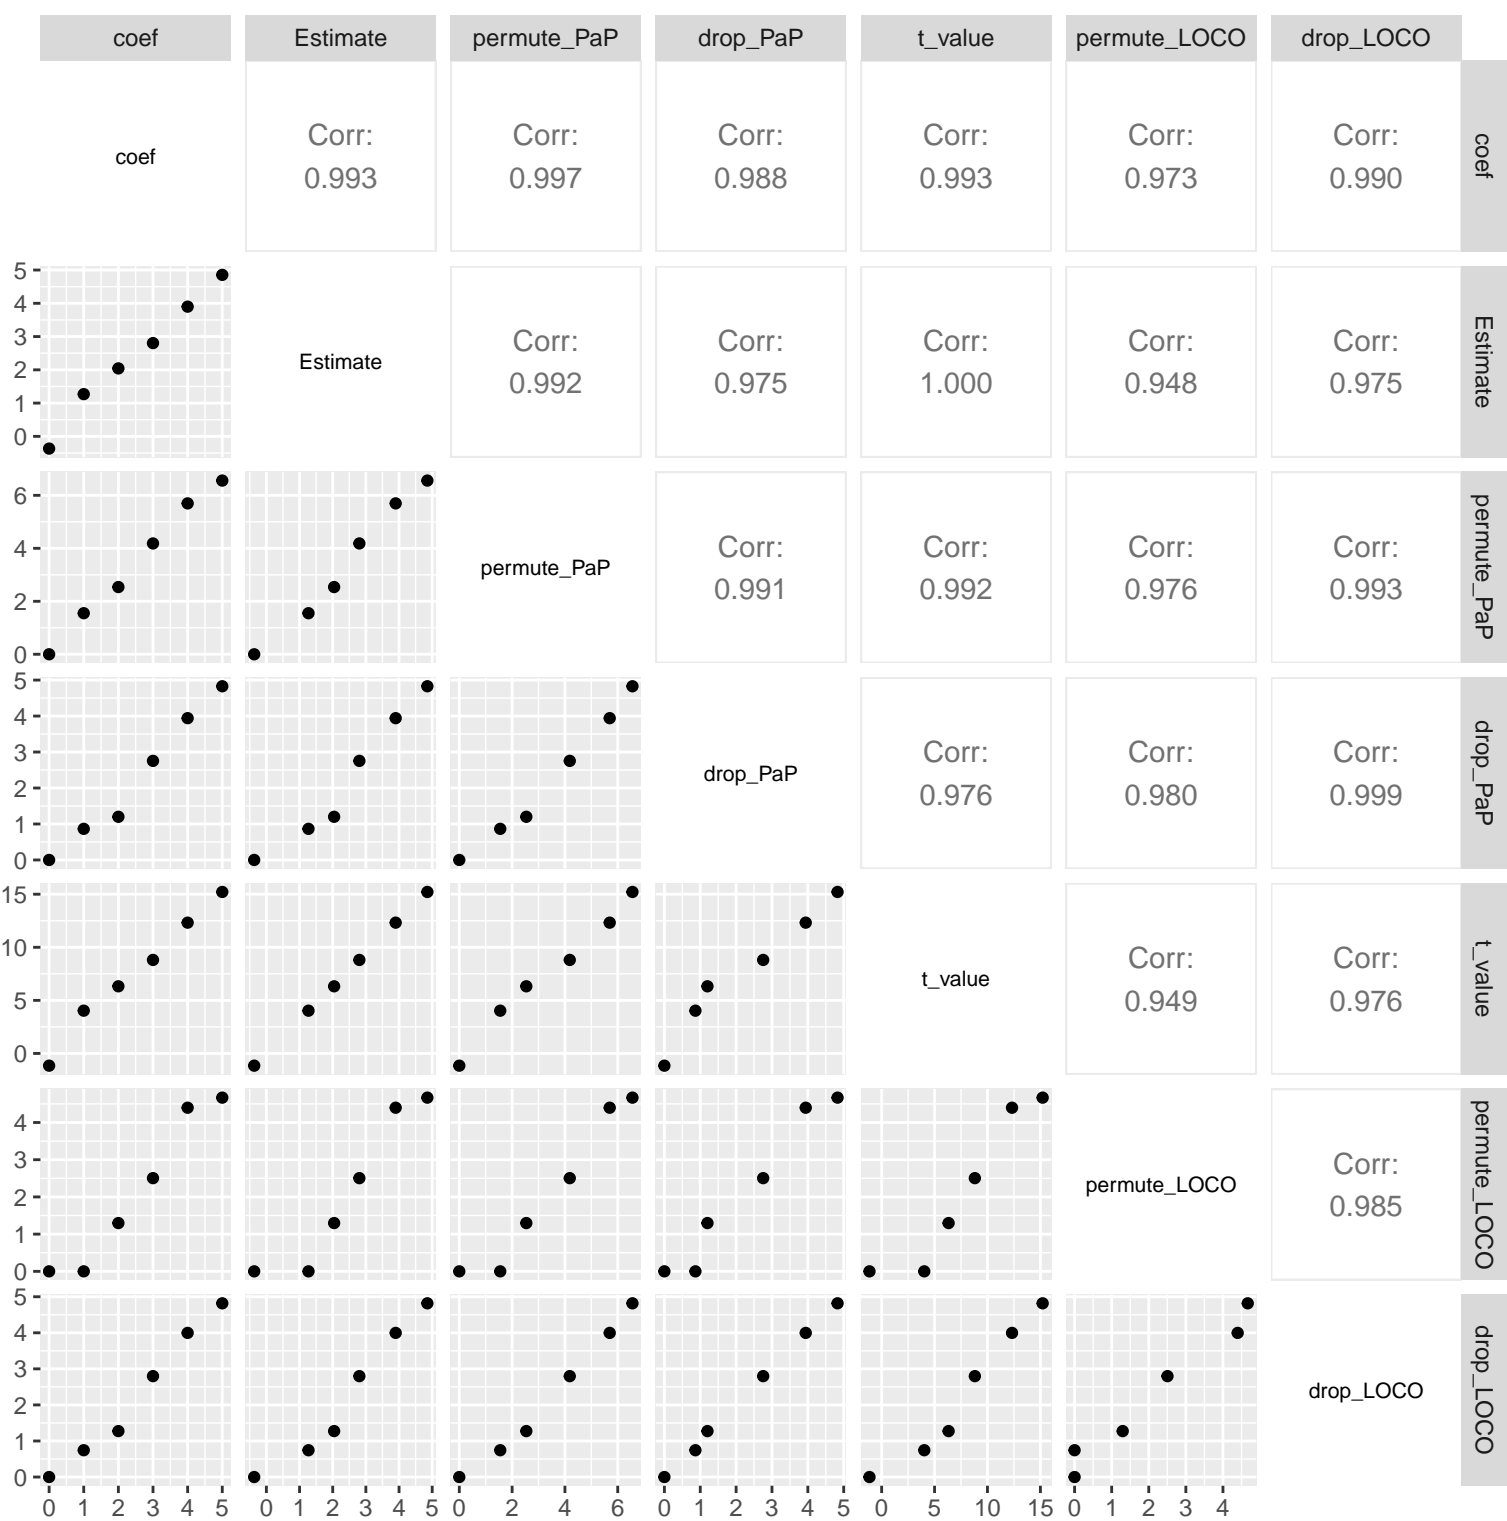 coef Estimate permute_PaP drop_PaP t_value permute_LOCO drop_LOCO
coef
Corr:
0.993
Corr:
0.997
Corr:
0.988
Corr:
0.993
Corr:
0.973
Corr:
0.990
coef
5
4
3
2
1
0
Estimate
Corr:
0.992
Corr:
0.975
Corr:
1.000
Corr:
0.948
Corr:
0.975
Estimate
6
4
2
0
permute_PaP
Corr:
0.991
Corr:
0.992
Corr:
0.976
Corr:
0.993
permute_PaP
5
4
3
2
1
0
drop_PaP
Corr:
0.976
Corr:
0.980
Corr:
0.999
drop_PaP
15
10
5
0
t_value
Corr:
0.949
Corr:
0.976
t_value
4
3
2
1
0
permute_LOCO
Corr:
0.985
permute_LOCO
5
4
3
2
1
0
drop_LOCO
drop_LOCO
0 1 2 3 4 5
0 1 2 3 4 5
0 2 4 6
0 1 2 3 4 5
0 5 10 15
0 1 2 3 4